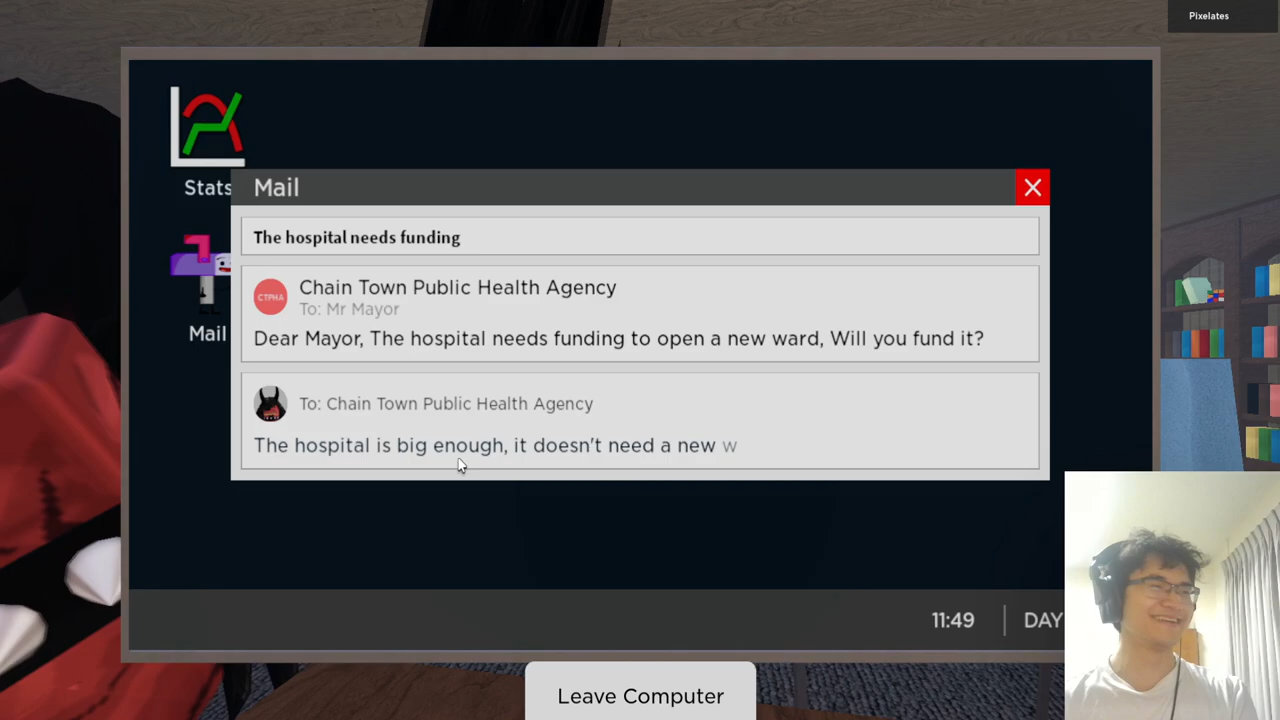 Pixelates
Stats
Mail
Mail
The hospital needs funding
CTPHA
Chain Town Public Health Agency
To: Mr Mayor
Dear Mayor, The hospital needs funding to open a new ward, Will you fund it?
To: Chain Town Public Health Agency
The hospital is big enough, it doesn't need a new w
11:49
DAY
Leave Computer